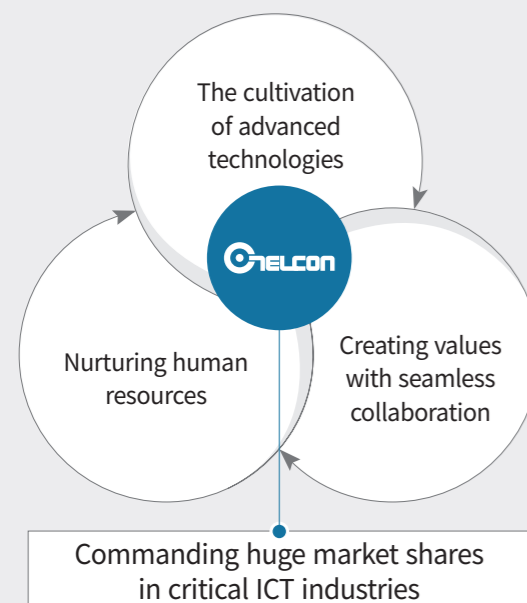 The cultivation
of advanced
technologies
OneLCON
Nurturing human
resources
Creating values
with seamless
collaboration
Commanding huge market shares
in critical ICT industries